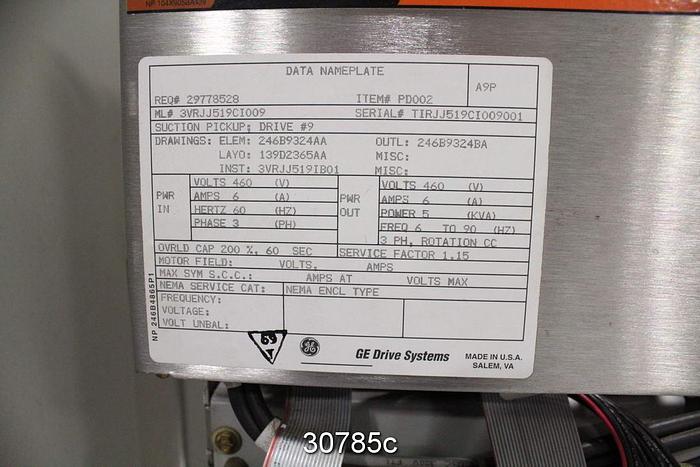 DATA NAMEPLATE
A9P
REQ# 29778528 ITEM# PD002
ML# 3VRJJ519CI009 SERIAL# TIRJJ519CI009001
SUCTION PICKUP; DRIVE #9
DRAWINGS: ELEM: 246B9324AA OUTL: 246B9324BA
LAYO: 139D2365AA MISC:
INST: 3VRJJ519IB01 MISC:
PWR IN
VOLTS 460 (V)
AMPS 6 (A)
HERTZ 60 (HZ)
PHASE 3 (PH)
PWR OUT
VOLTS 460 (V)
AMPS 6 (A)
POWER 5 (KVA)
FREQ 6 TO 90 (HZ)
3 PH, ROTATION CC
OVRLD CAP 200 %, 60 SEC SERVICE FACTOR 1.15
MOTOR FIELD: VOLTS, AMPS
MAX SYM S.C.C.: AMPS AT VOLTS MAX
NEMA SERVICE CAT: NEMA ENCL TYPE
FREQUENCY:
VOLTAGE:
VOLT UNBAL:
NP 246B4865P1
GE
GE Drive Systems
MADE IN U.S.A.
SALEM, VA
30785c